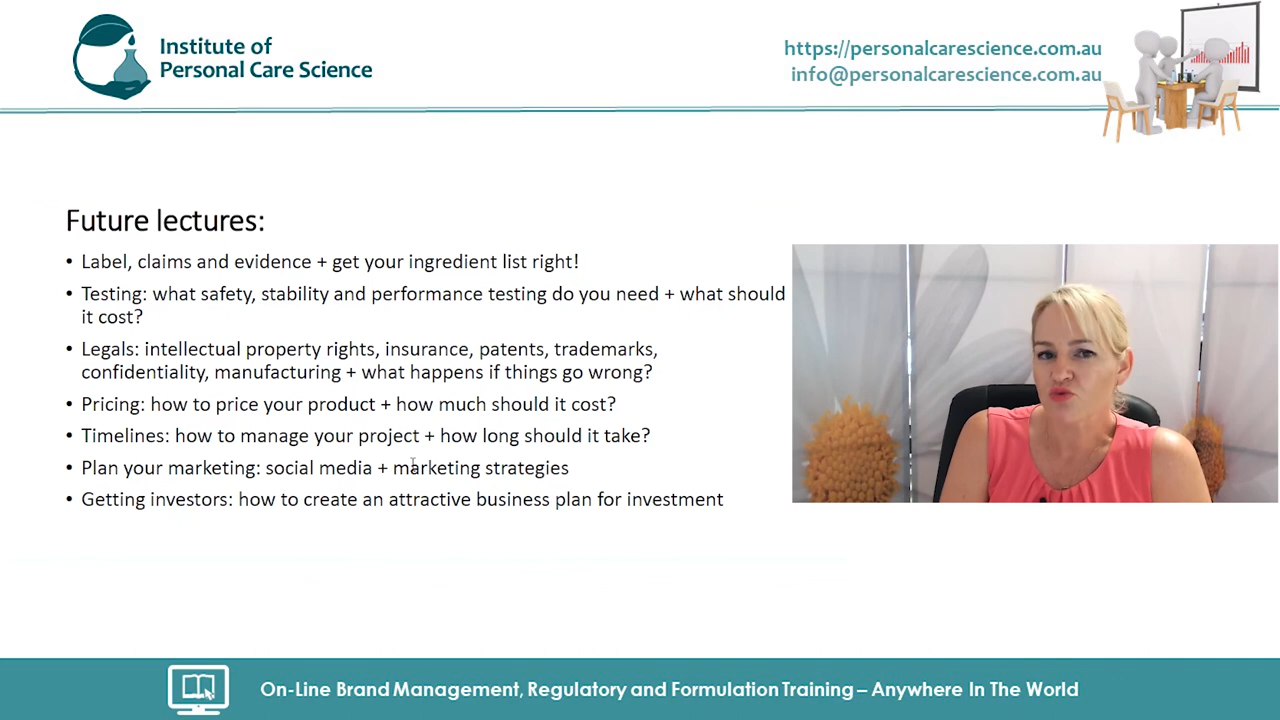 Institute of
Personal Care Science
https://personalcarescience.com.au
info@personalcarescience.com.au
Future lectures:
• Label, claims and evidence + get your ingredient list right!
• Testing: what safety, stability and performance testing do you need + what should
it cost?
• Legals: intellectual property rights, insurance, patents, trademarks,
confidentiality, manufacturing + what happens if things go wrong?
• Pricing: how to price your product + how much should it cost?
• Timelines: how to manage your project + how long should it take?
• Plan your marketing: social media + marketing strategies
• Getting investors: how to create an attractive business plan for investment
On-Line Brand Management, Regulatory and Formulation Training – Anywhere In The World